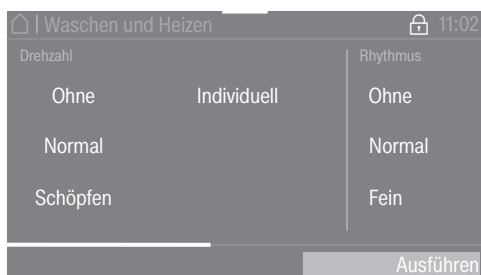 | Waschen und Heizen 11:02
Drehzahl Rhythmus
Ohne Individuell Ohne
Normal Normal
Schöpfen Fein
Ausführen